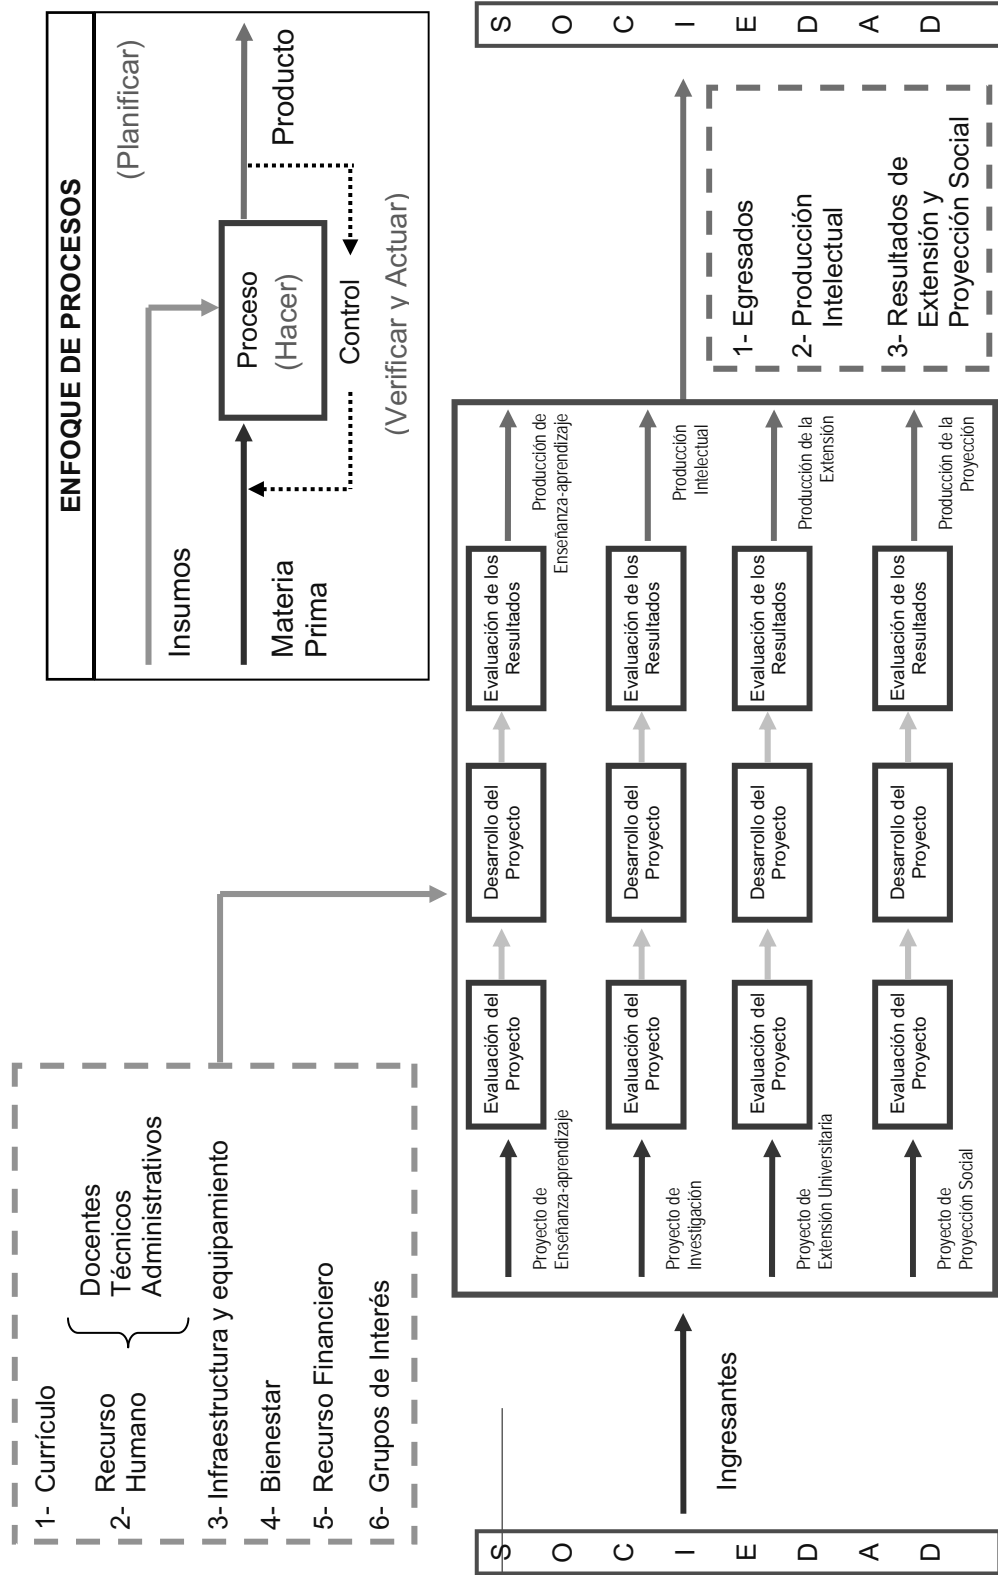 ENFOQUE DE PROCESOS
(Planificar)
Insumos
Materia
Prima
Proceso
(Hacer)
Producto
Control
(Verificar y Actuar)
1- Currículo
2- Recurso
Humano
Docentes
Técnicos
Administrativos
3- Infraestructura y equipamiento
4- Bienestar
5- Recurso Financiero
6- Grupos de Interés
S
O
C
I
E
D
A
D
Ingresantes
Proyecto de
Enseñanza-aprendizaje
Evaluación del
Proyecto
Desarrollo del
Proyecto
Evaluación de los
Resultados
Producción de
Enseñanza-aprendizaje
Proyecto de
Investigación
Evaluación del
Proyecto
Desarrollo del
Proyecto
Evaluación de los
Resultados
Producción
Intelectual
Proyecto de
Extensión Universitaria
Evaluación del
Proyecto
Desarrollo del
Proyecto
Evaluación de los
Resultados
Producción de la
Extensión
Proyecto de
Proyección Social
Evaluación del
Proyecto
Desarrollo del
Proyecto
Evaluación de los
Resultados
Producción de la
Proyección
1- Egresados
2- Producción
Intelectual
3- Resultados de
Extensión y
Proyección Social
S
O
C
I
E
D
A
D